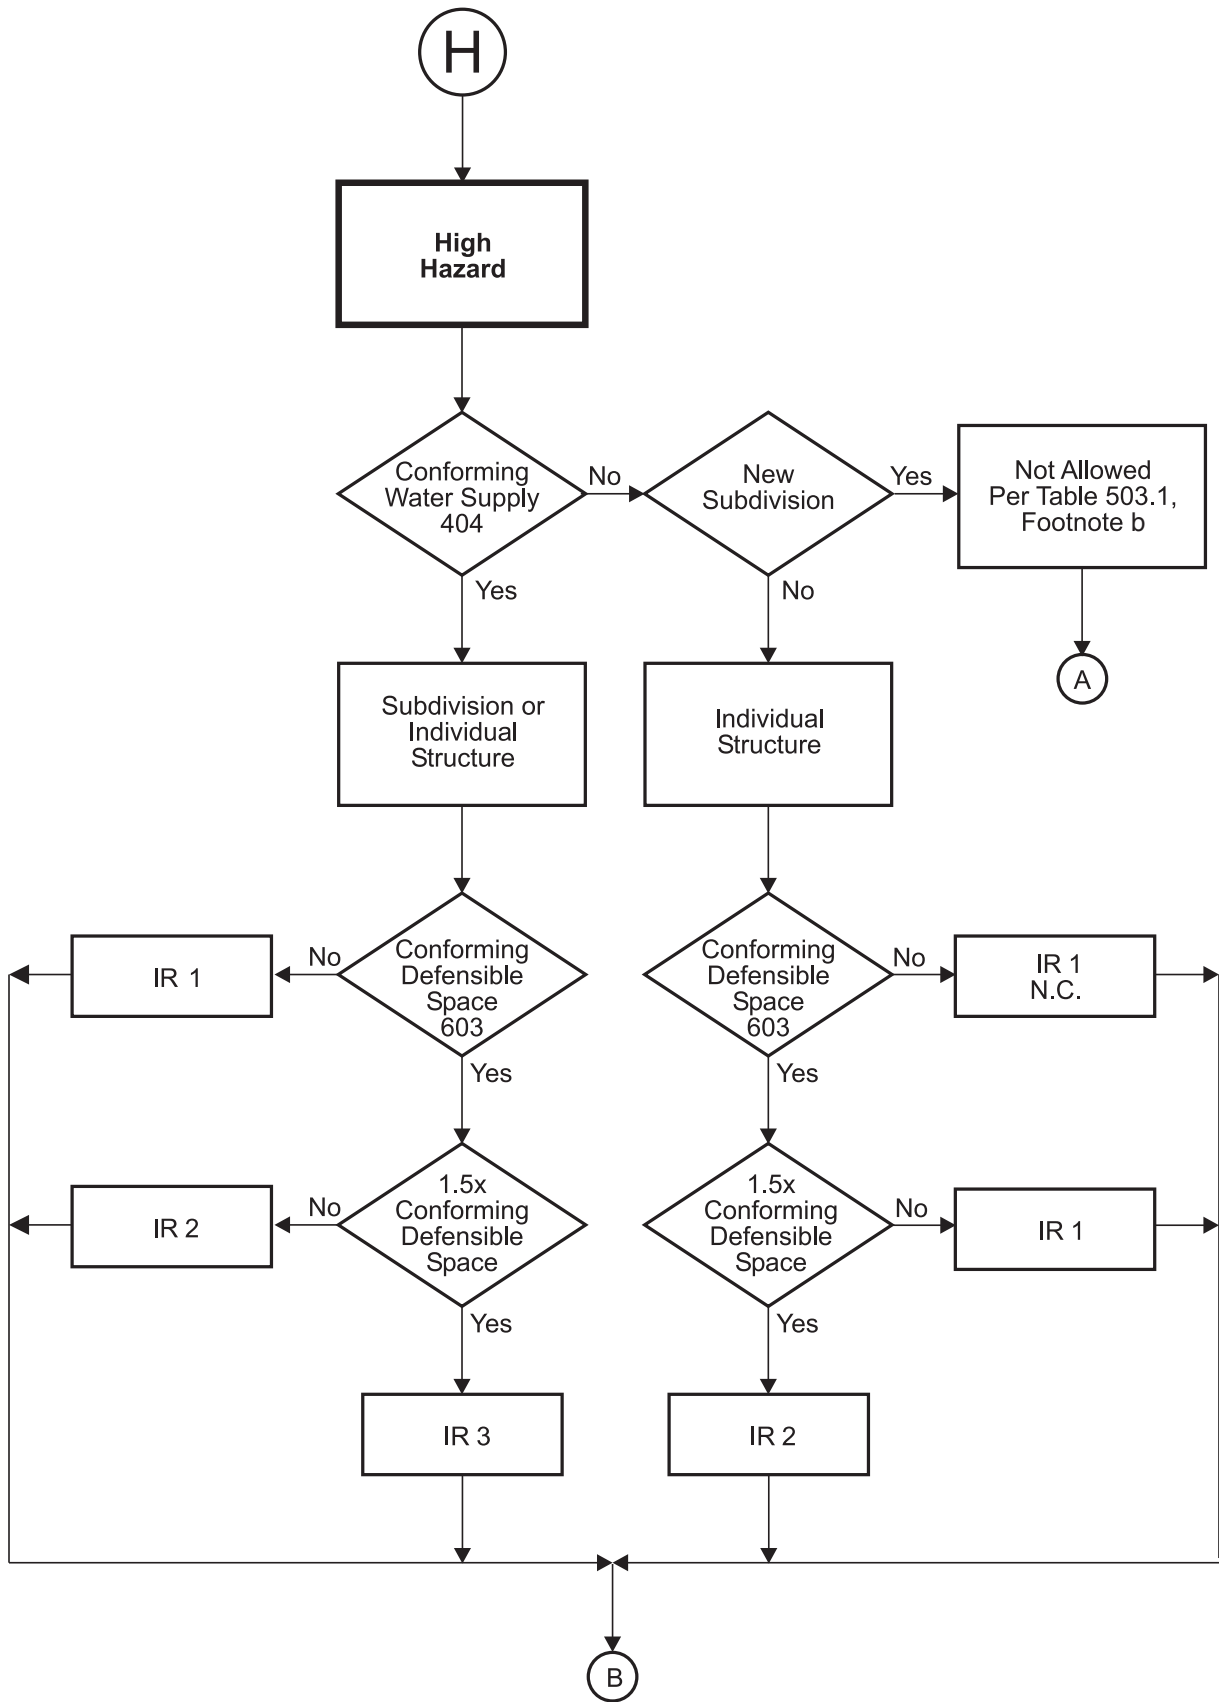 H
High
Hazard
Conforming
Water Supply
404
No
New
Subdivision
Yes
Not Allowed
Per Table 503.1,
Footnote b
Yes
No
A
Subdivision or
Individual
Structure
Individual
Structure
IR 1
No
Conforming
Defensible
Space
603
Conforming
Defensible
Space
603
No
IR 1
N.C.
Yes
Yes
IR 2
No
1.5x
Conforming
Defensible
Space
1.5x
Conforming
Defensible
Space
No
IR 1
Yes
Yes
IR 3
IR 2
B